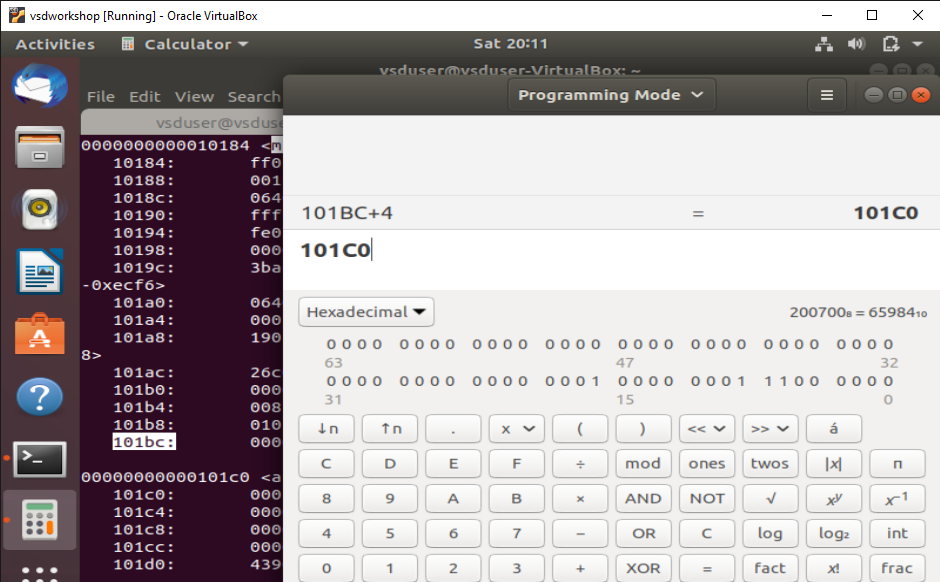 vsdworkshop [Running] - Oracle VirtualBox
Activities Calculator Sat 20:11
vsduser@vsduser-VirtualBox: ~
File Edit View Search
Programming Mode
vsduser@vsduse
0000000000010184 <m
10184: ff0
10188: 001
1018c: 064
10190: fff
10194: fe0
10198: 000
1019c: 3ba
-0xecf6>
101a0: 064
101a4: 000
101a8: 190
8>
101ac: 26c
101b0: 000
101b4: 008
101b8: 010
101bc: 000
00000000000101c0 <a
101c0: 000
101c4: 000
101c8: 000
101cc: 000
101d0: 439
101BC+4 = 101C0
101C0
Hexadecimal 200700₈ = 65984₁₀
0000 0000 0000 0000 0000 0000 0000 0000
63 47 32
0000 0000 0000 0001 0000 0001 1100 0000
31 15 0
↓n ↑n . x ( ) << >> á
C D E F ÷ mod ones twos |x| п
8 9 A B × AND NOT √ xʸ x⁻¹
4 5 6 7 − OR C log log₂ int
0 1 2 3 + XOR = fact x! frac